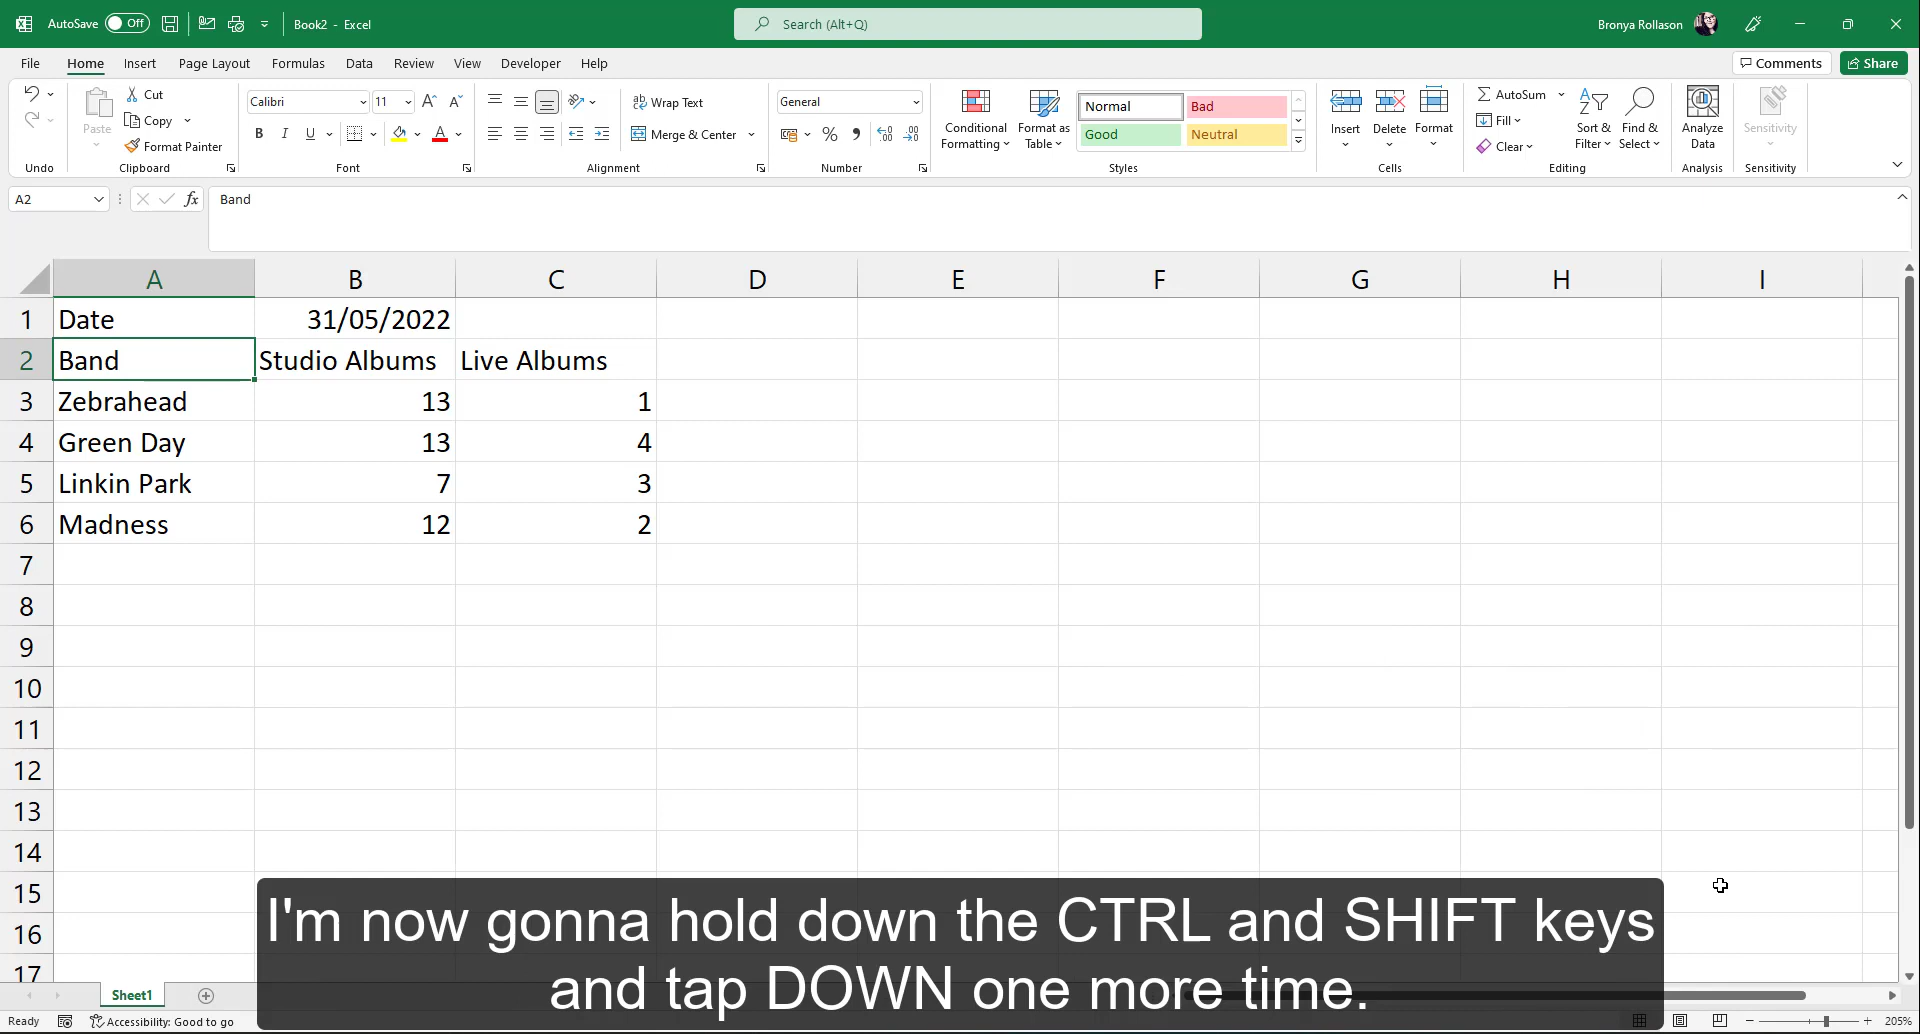 AutoSave Off Book2 - Excel Search (Alt+Q) Bronya Rollason
File Home Insert Page Layout Formulas Data Review View Developer Help Comments Share
Cut
Copy
Format Painter
Paste
Undo Clipboard
Calibri 11
B I U A
Font
Wrap Text
Merge & Center
Alignment
General
%
Number
Conditional Formatting
Format as Table
Normal Bad
Good Neutral
Styles
Insert Delete Format
Cells
AutoSum
Fill
Clear
Sort & Filter
Find & Select
Editing
Analyze Data
Analysis
Sensitivity
Sensitivity
A2 fx Band
A B C D E F G H I
1 Date 31/05/2022
2 Band Studio Albums Live Albums
3 Zebrahead 13 1
4 Green Day 13 4
5 Linkin Park 7 3
6 Madness 12 2
7
8
9
10
11
12
13
14
15
16
17
I'm now gonna hold down the CTRL and SHIFT keys
and tap DOWN one more time.
Sheet1
Ready Accessibility: Good to go 205%